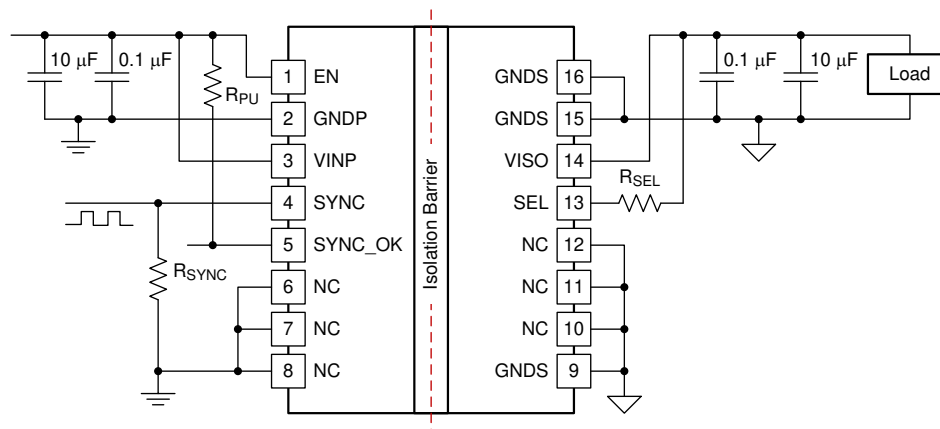 10 µF
0.1 µF
R_PU
1 EN
2 GNDP
3 VINP
4 SYNC
5 SYNC_OK
R_SYNC
6 NC
7 NC
8 NC
Isolation Barrier
GNDS 16
GNDS 15
VISO 14
SEL 13
NC 12
NC 11
NC 10
GNDS 9
R_SEL
0.1 µF
10 µF
Load